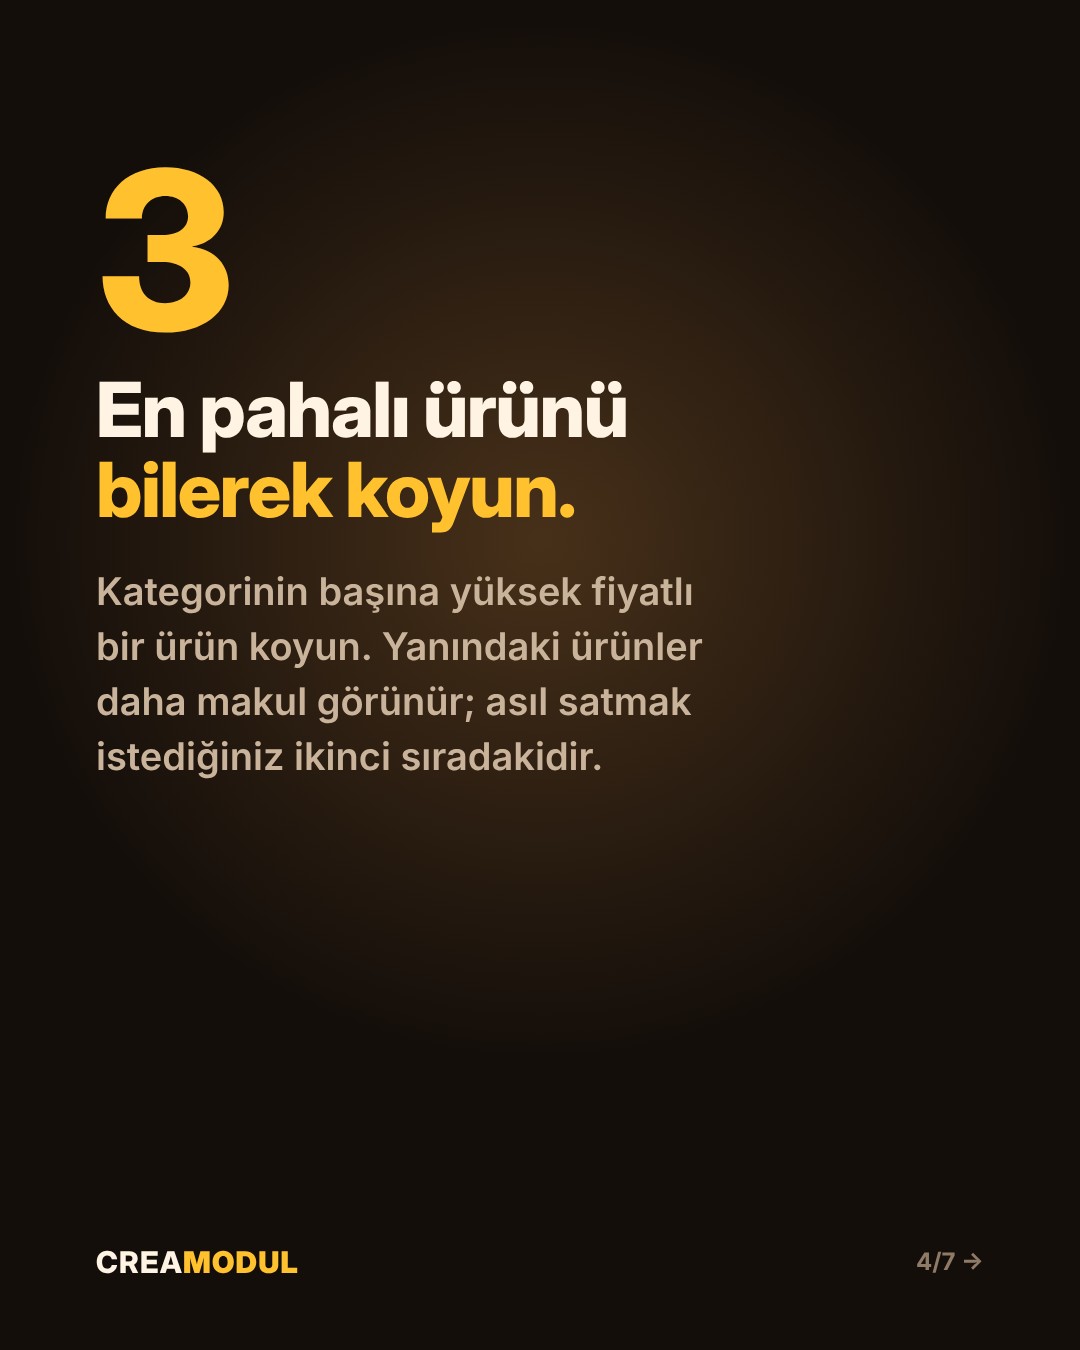 3
En pahalı ürünü
bilerek koyun.
Kategorinin başına yüksek fiyatlı
bir ürün koyun. Yanındaki ürünler
daha makul görünür; asıl satmak
istediğiniz ikinci sıradakidir.
CREAMODUL
4/7 →